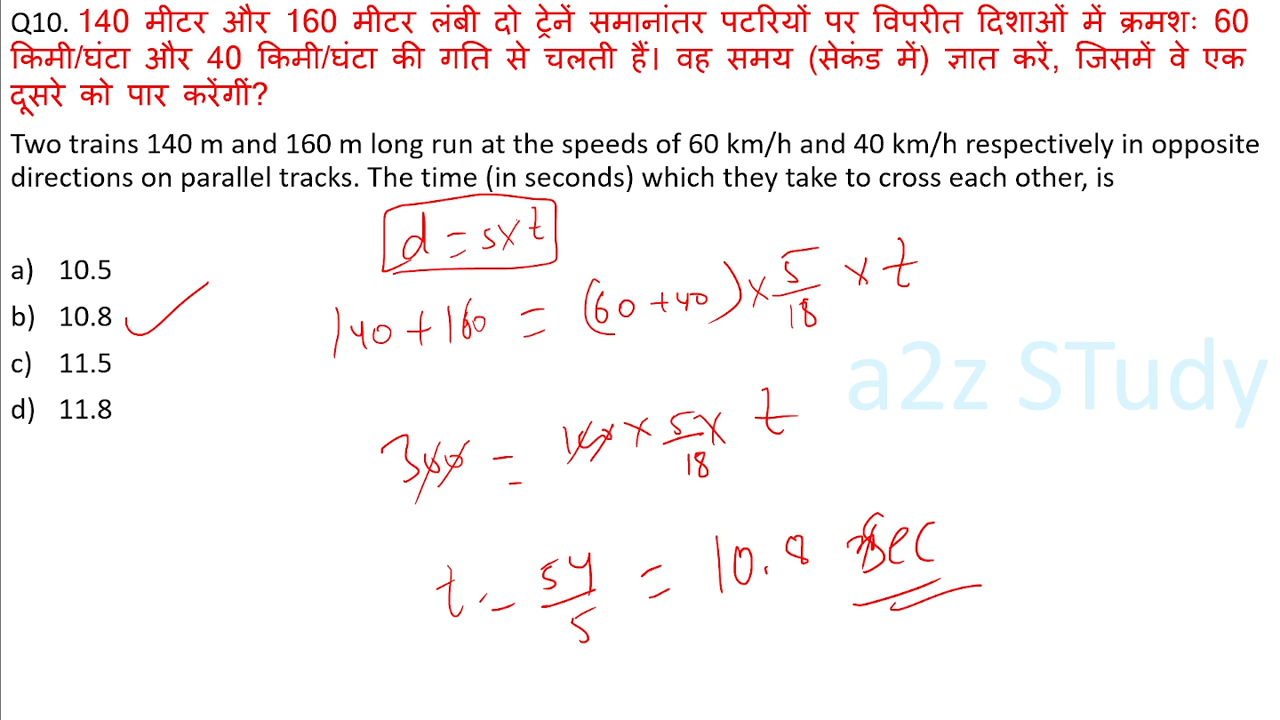 Q10. 140 मीटर और 160 मीटर लंबी दो ट्रेनें समानांतर पटरियों पर विपरीत दिशाओं में क्रमशः 60
किमी/घंटा और 40 किमी/घंटा की गति से चलती हैं। वह समय (सेकंड में) ज्ञात करें, जिसमें वे एक
दूसरे को पार करेंगीं?
Two trains 140 m and 160 m long run at the speeds of 60 km/h and 40 km/h respectively in opposite
directions on parallel tracks. The time (in seconds) which they take to cross each other, is
d = s x t
a) 10.5
b) 10.8
c) 11.5
d) 11.8
140 + 160 = (60 + 40) x 5/18 x t
a2z STudy
300 = 100 x 5/18 x t
t = 54/5 = 10.8 sec